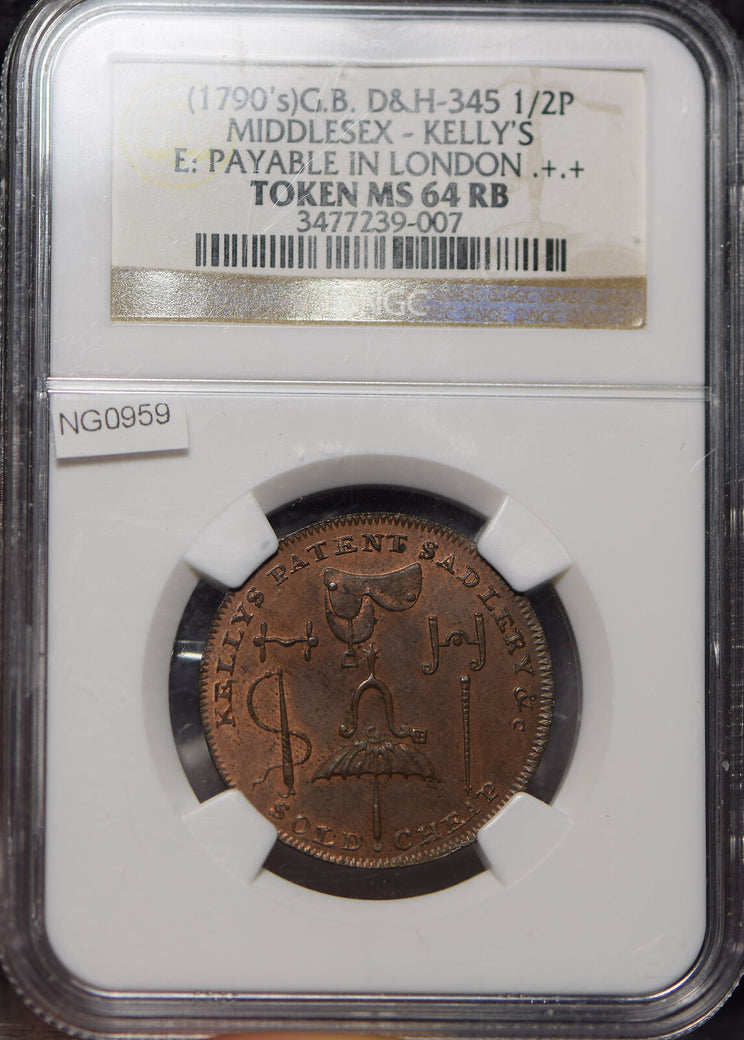 (1790's)G.B. D&H-345 1/2P
MIDDLESEX - KELLY'S
E: PAYABLE IN LONDON .+.+
TOKEN MS 64 RB
3477239-007
NGC
NG0959
KELLYS PATENT SADLERY &c
SOLD CHEAP